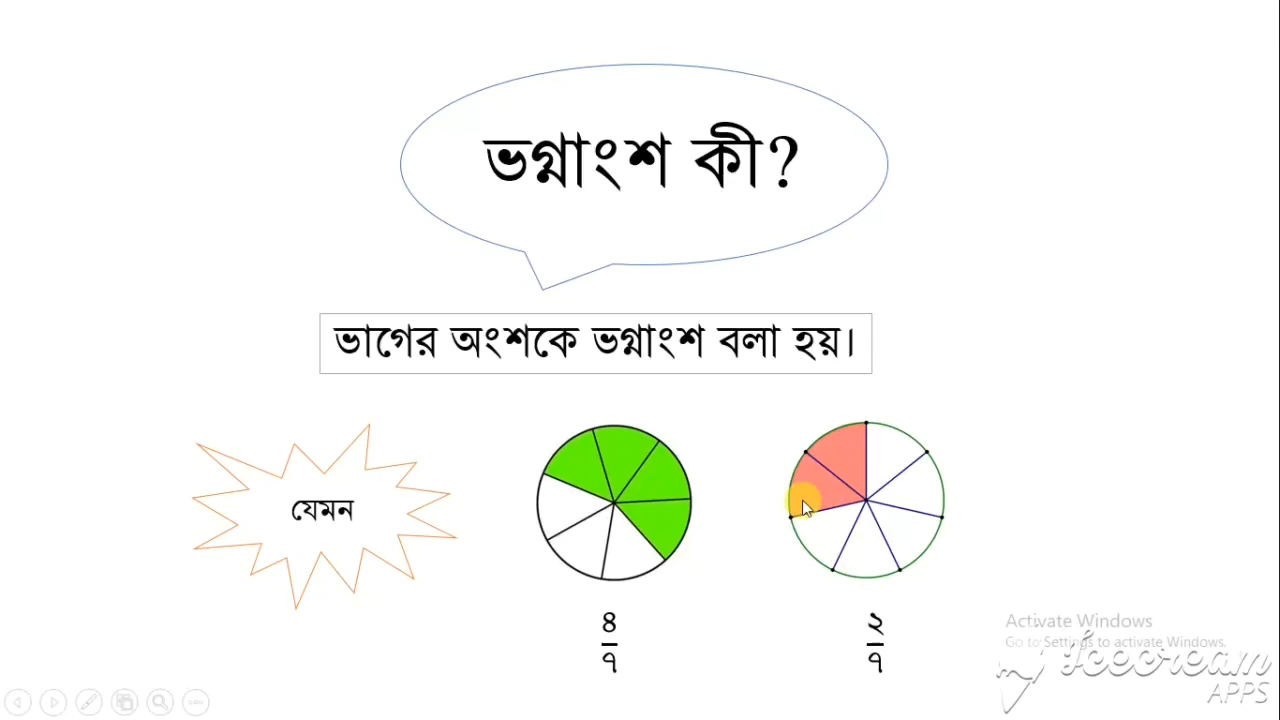 ভগ্নাংশ কী?
ভাগের অংশকে ভগ্নাংশ বলা হয়।
যেমন
৪
৭
২
৭
Activate Windows
Go to Settings to activate Windows.
Icecream
APPS